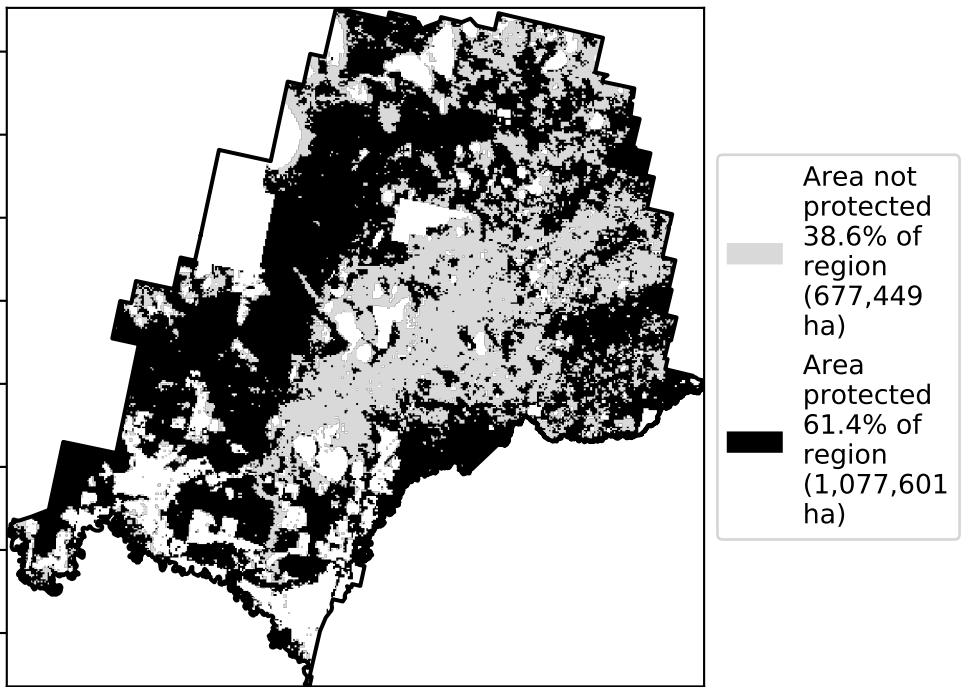 Area not
protected
38.6% of
region
(677,449
ha)
Area
protected
61.4% of
region
(1,077,601
ha)